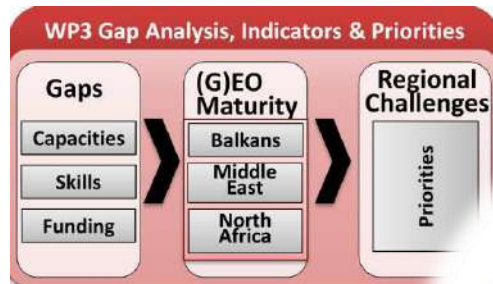 WP3 Gap Analysis, Indicators & Priorities
Gaps
Capacities
Skills
Funding
(G)EO
Maturity
Balkans
Middle
East
North
Africa
Regional
Challenges
Priorities